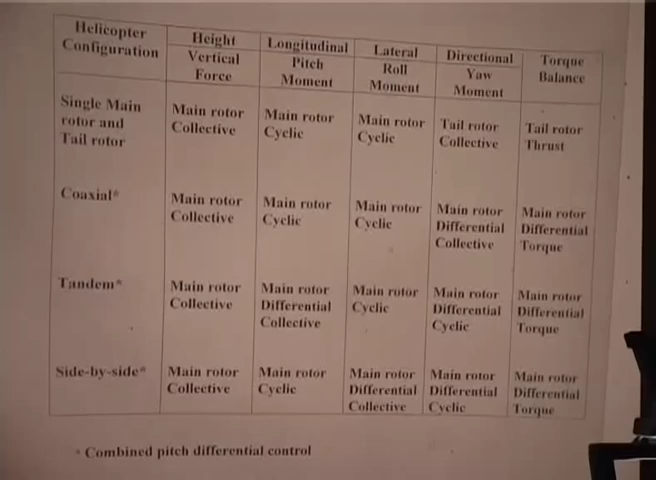 Helicopter Configuration
Height
Longitudinal
Lateral
Directional
Torque Balance
Vertical Force
Pitch Moment
Roll Moment
Yaw Moment
Single Main rotor and Tail rotor
Main rotor Collective
Main rotor Cyclic
Main rotor Cyclic
Tail rotor Collective
Tail rotor Thrust
Coaxial*
Main rotor Collective
Main rotor Cyclic
Main rotor Cyclic
Main rotor Differential Collective
Main rotor Differential Torque
Tandem*
Main rotor Collective
Main rotor Differential Collective
Main rotor Cyclic
Main rotor Differential Cyclic
Main rotor Differential Torque
Side-by-side*
Main rotor Collective
Main rotor Cyclic
Main rotor Differential Collective
Main rotor Differential Cyclic
Main rotor Differential Torque
* Combined pitch differential control